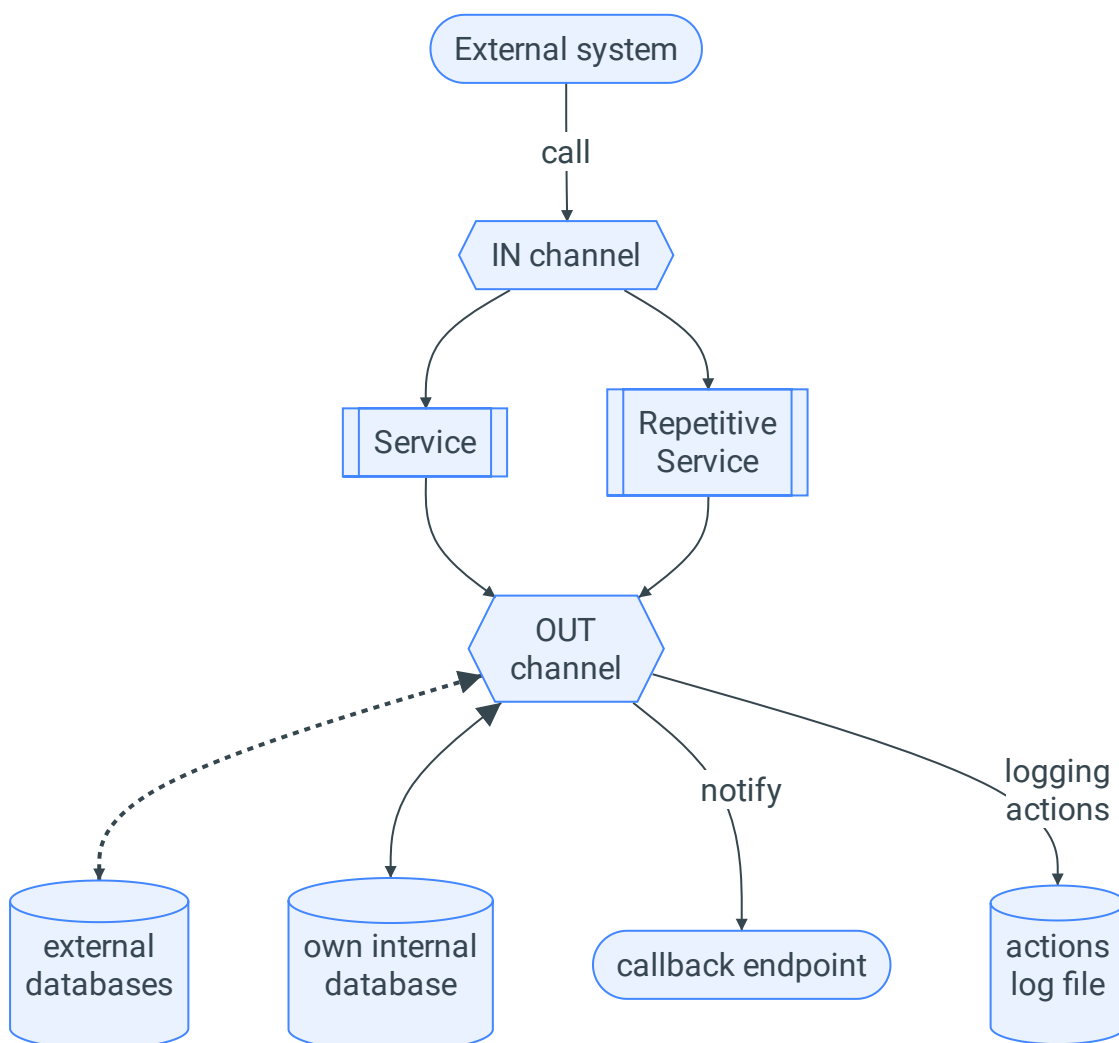 External system
call
IN channel
Service
Repetitive
Service
OUT
channel
notify
logging
actions
external
databases
own internal
database
callback endpoint
actions
log file